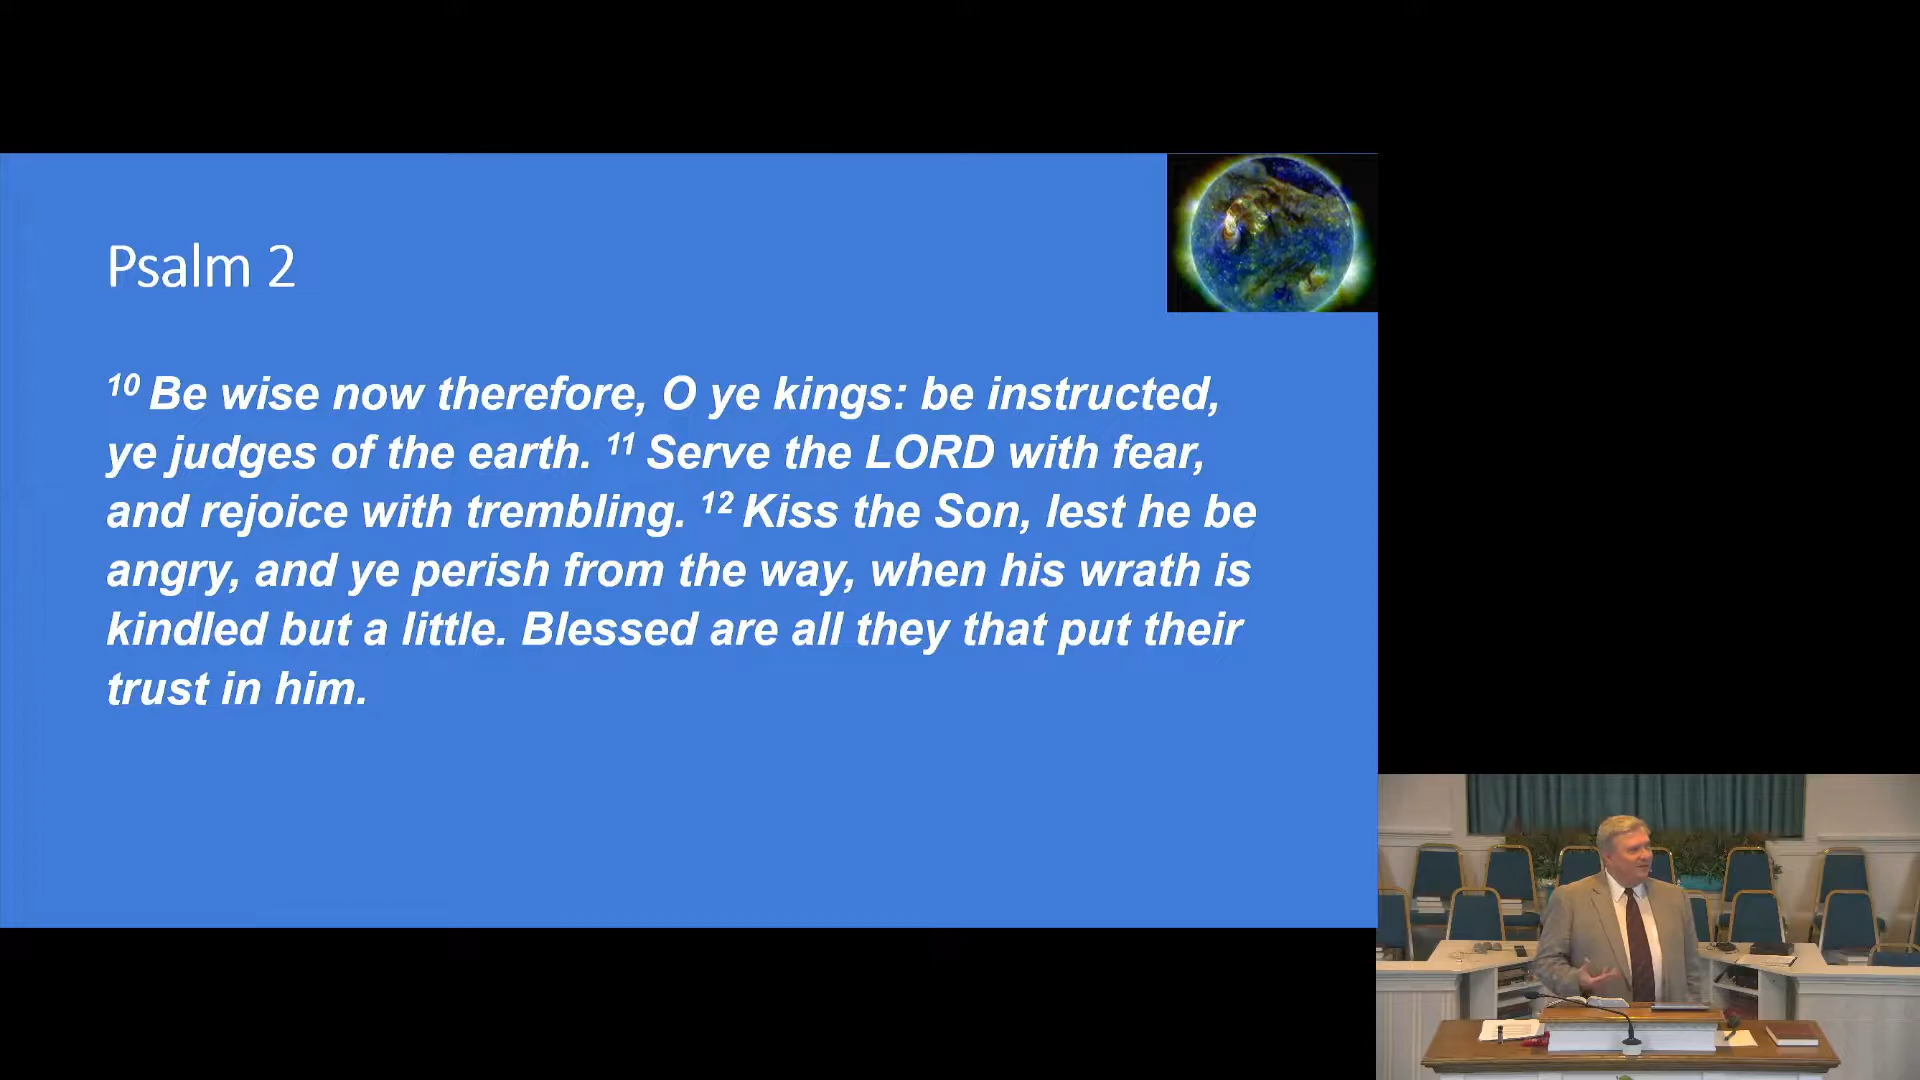 Psalm 2
10 Be wise now therefore, O ye kings: be instructed,
ye judges of the earth. 11 Serve the LORD with fear,
and rejoice with trembling. 12 Kiss the Son, lest he be
angry, and ye perish from the way, when his wrath is
kindled but a little. Blessed are all they that put their
trust in him.